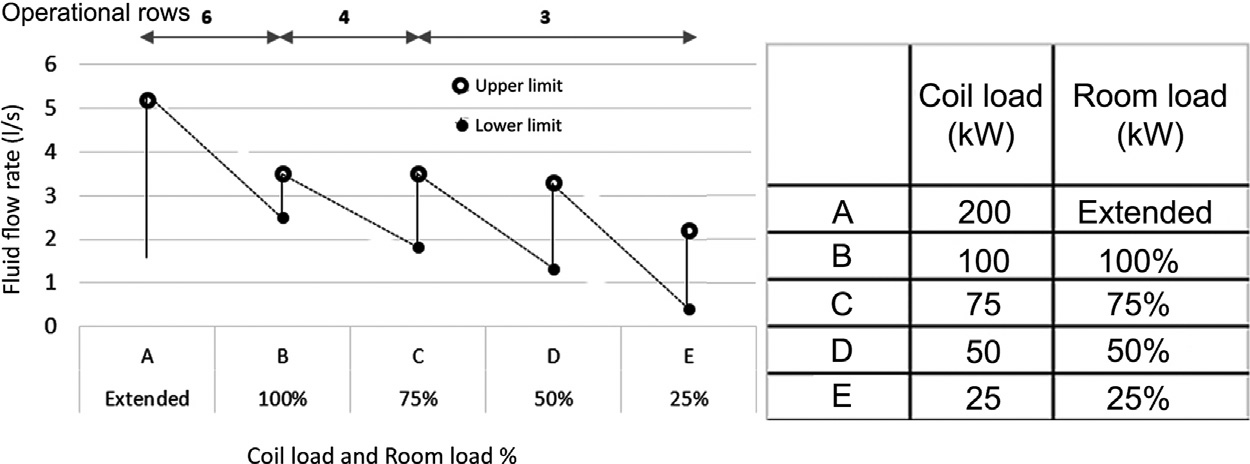 Operational rows
6 4 3
6
5
4
3
2
1
0
Fluid flow rate (l/s)
Upper limit
Lower limit
A B C D E
Extended 100% 75% 50% 25%
Coil load and Room load %
Coil load Room load
(kW) (kW)
A 200 Extended
B 100 100%
C 75 75%
D 50 50%
E 25 25%